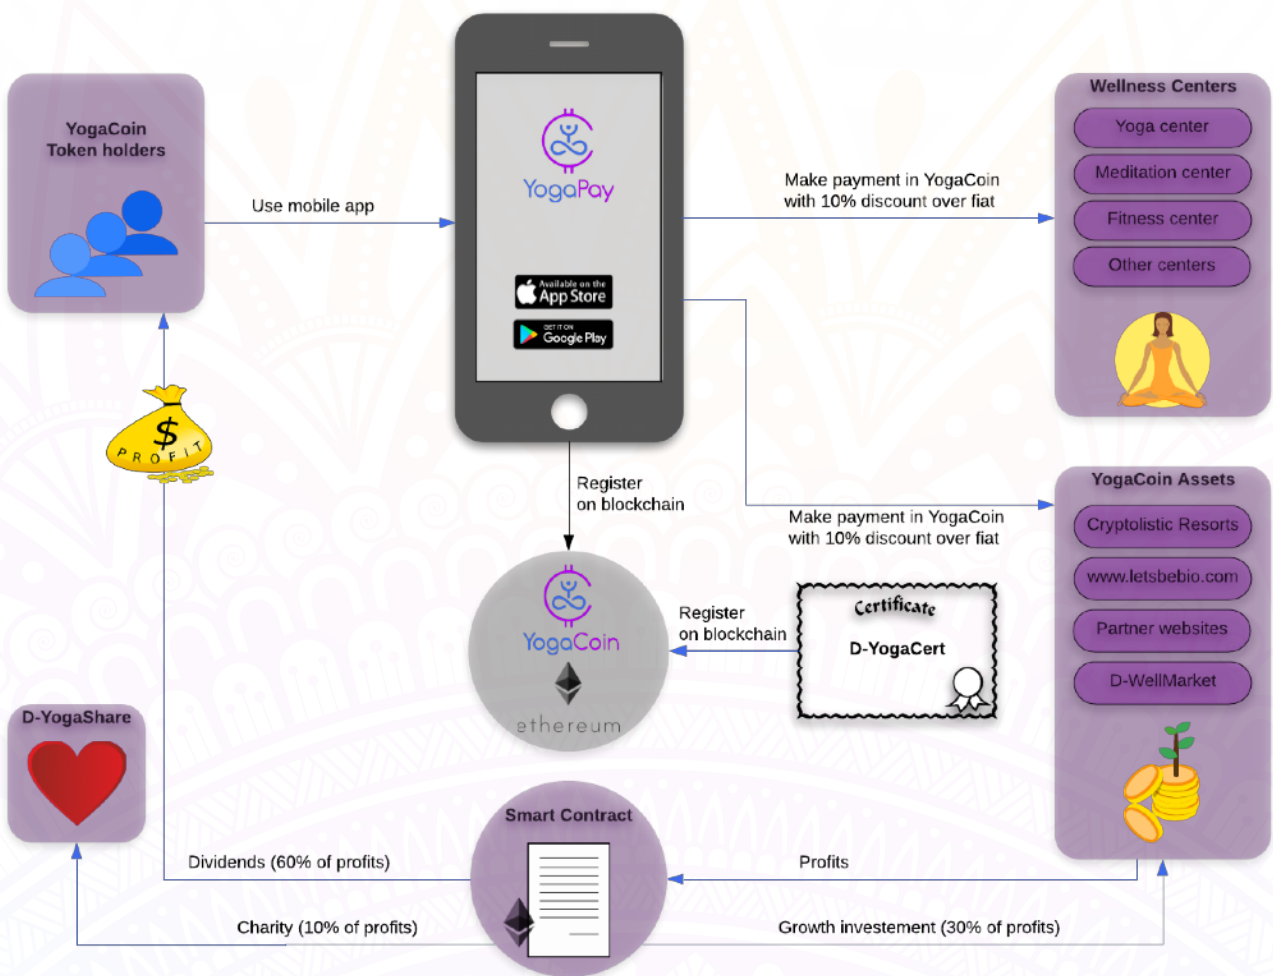 YogaCoin
Token holders
Use mobile app
YogaPay
Available on the
App Store
GET IT ON
Google Play
Make payment in YogaCoin
with 10% discount over fiat
Wellness Centers
Yoga center
Meditation center
Fitness center
Other centers
$
PROFIT
Register
on blockchain
Make payment in YogaCoin
with 10% discount over fiat
YogaCoin Assets
Cryptolistic Resorts
www.letsbebio.com
Partner websites
D-WellMarket
YogaCoin
ethereum
Register
on blockchain
Certificate
D-YogaCert
D-YogaShare
Smart Contract
Dividends (60% of profits)
Profits
Charity (10% of profits)
Growth investement (30% of profits)